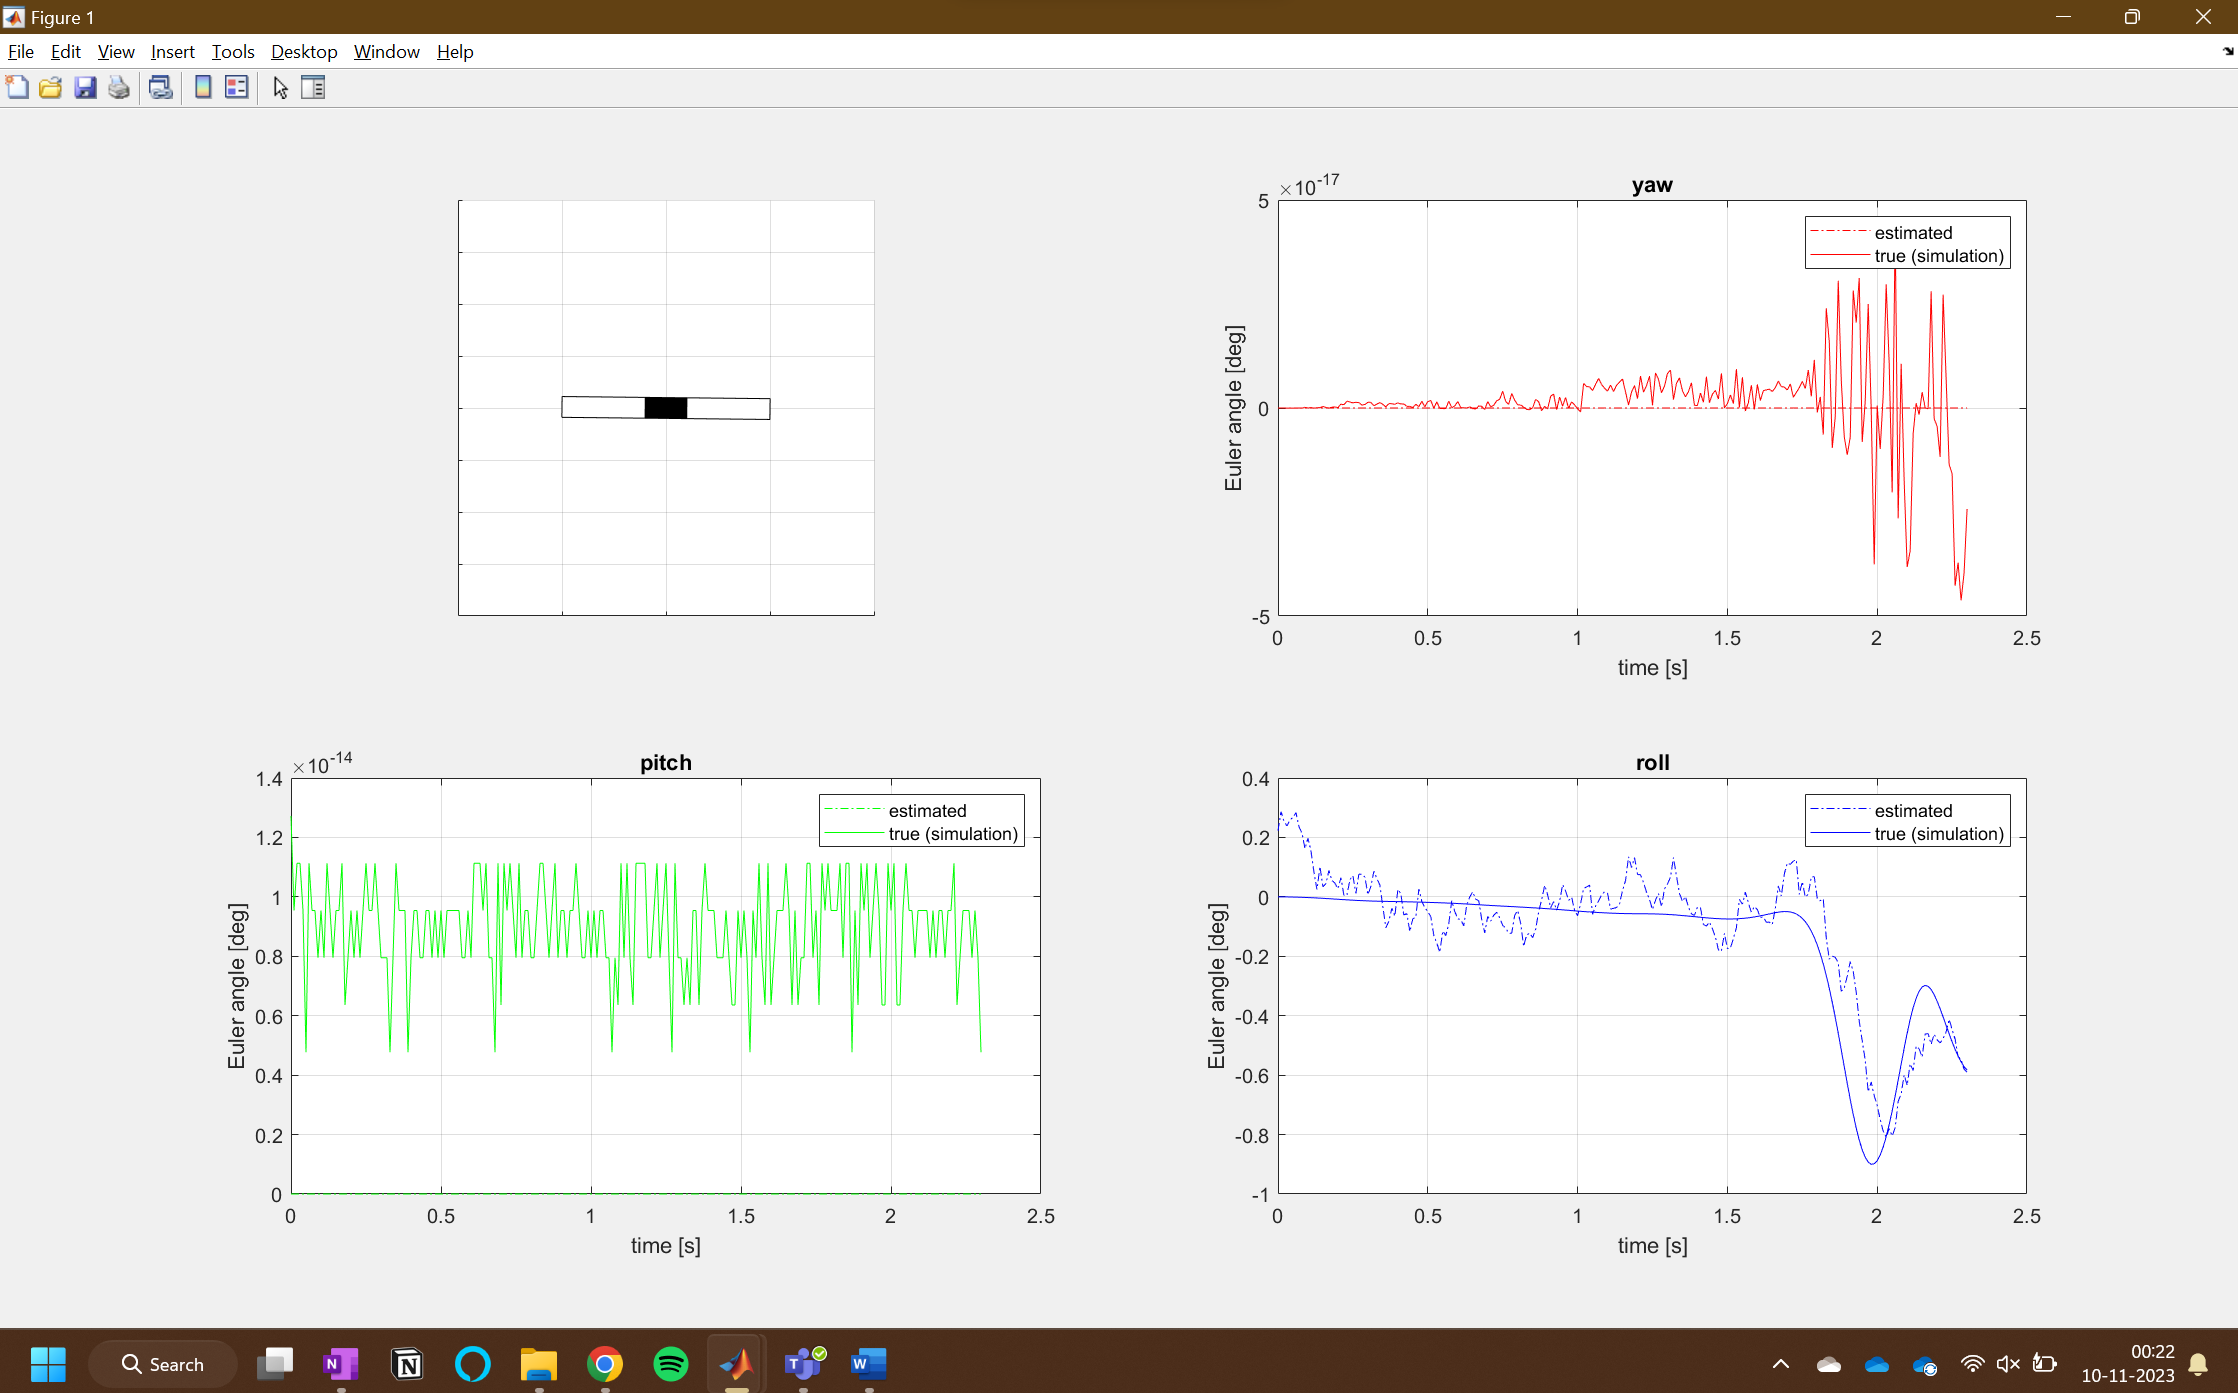 Figure 1
File Edit View Insert Tools Desktop Window Help
yaw
×10-17
5
0
-5
Euler angle [deg]
estimated
true (simulation)
0 0.5 1 1.5 2 2.5
time [s]
pitch
×10-14
1.4
1.2
1
0.8
0.6
0.4
0.2
0
Euler angle [deg]
estimated
true (simulation)
0 0.5 1 1.5 2 2.5
time [s]
roll
0.4
0.2
0
-0.2
-0.4
-0.6
-0.8
-1
Euler angle [deg]
estimated
true (simulation)
0 0.5 1 1.5 2 2.5
time [s]
Search
N
N
T
W
00:22
10-11-2023